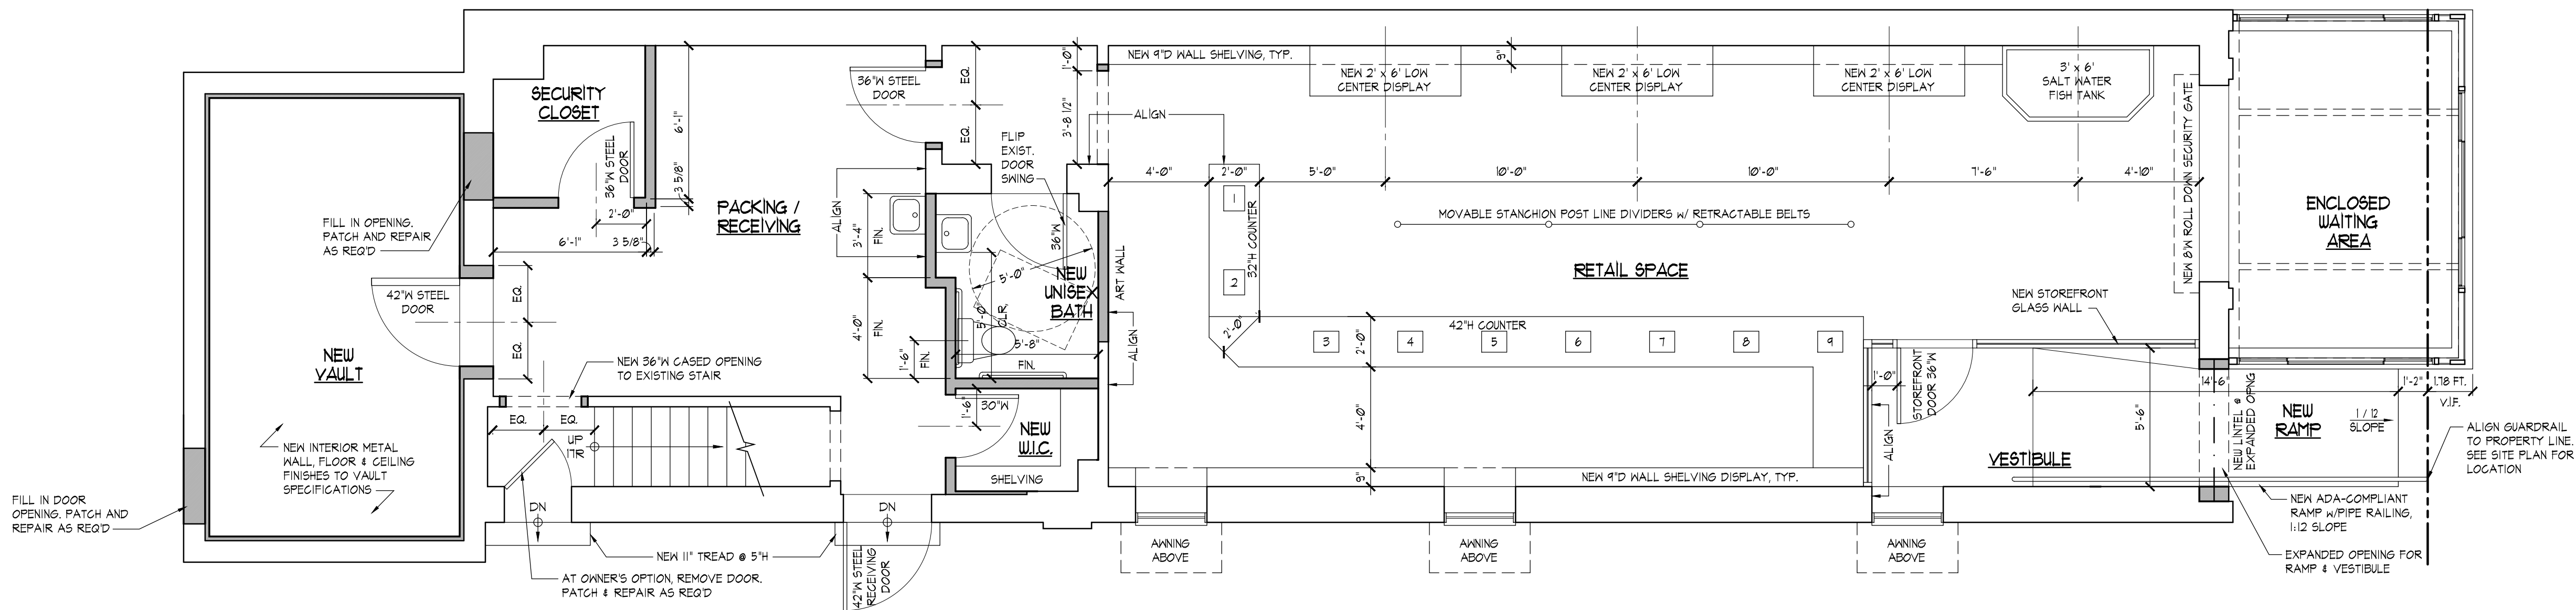 SECURITY
CLOSET
36"W STEEL
DOOR
2'-0"
6'-1"
3 5/8"
6'-1"
3 5/8"
FILL IN OPENING.
PATCH AND REPAIR
AS REQ'D
42"W STEEL
DOOR
EQ.
EQ.
NEW
VAULT
NEW INTERIOR METAL
WALL, FLOOR & CEILING
FINISHES TO VAULT
SPECIFICATIONS
FILL IN DOOR
OPENING. PATCH AND
REPAIR AS REQ'D
PACKING /
RECEIVING
36"W STEEL
DOOR
EQ.
EQ.
ALIGN
3'-4"
FIN.
4'-0"
FIN.
1'-6"
FIN.
NEW 36"W CASED OPENING
TO EXISTING STAIR
EQ.
EQ.
UP
17R
DN
DN
NEW 11" TREAD @ 5"H
AT OWNER'S OPTION, REMOVE DOOR.
PATCH & REPAIR AS REQ'D
42"W STEEL
RECEIVING
DOOR
FLIP
EXIST.
DOOR
SWING
1'-0"
3'-8 1/2"
36"W
5'-0"
NEW
UNISEX
BATH
5'-0"
CLR.
5'-8"
FIN.
ART WALL
ALIGN
1'-6"
30"W
NEW
W.I.C.
SHELVING
NEW 9"D WALL SHELVING, TYP.
ALIGN
9"
NEW 2' x 6' LOW
CENTER DISPLAY
NEW 2' x 6' LOW
CENTER DISPLAY
NEW 2' x 6' LOW
CENTER DISPLAY
3' x 6'
SALT WATER
FISH TANK
NEW 8'W ROLL DOWN SECURITY GATE
4'-0"
2'-0"
5'-0"
10'-0"
10'-0"
7'-6"
4'-10"
1
2
32"H COUNTER
MOVABLE STANCHION POST LINE DIVIDERS W/ RETRACTABLE BELTS
RETAIL SPACE
42"H COUNTER
2'-0"
2'-0"
3
4
5
6
7
8
9
4'-0"
9"
NEW 9"D WALL SHELVING DISPLAY, TYP.
AWNING
ABOVE
AWNING
ABOVE
AWNING
ABOVE
ENCLOSED
WAITING
AREA
NEW STOREFRONT
GLASS WALL
1'-0"
STOREFRONT
DOOR 36"W
ALIGN
VESTIBULE
5'-6"
14'-6"
1'-2"
1.78 FT.
V.I.F.
NEW LINTEL @
EXPANDED OPNG
NEW
RAMP
1 / 12
SLOPE
ALIGN GUARDRAIL
TO PROPERTY LINE.
SEE SITE PLAN FOR
LOCATION
NEW ADA-COMPLIANT
RAMP W/PIPE RAILING,
1:12 SLOPE
EXPANDED OPENING FOR
RAMP & VESTIBULE